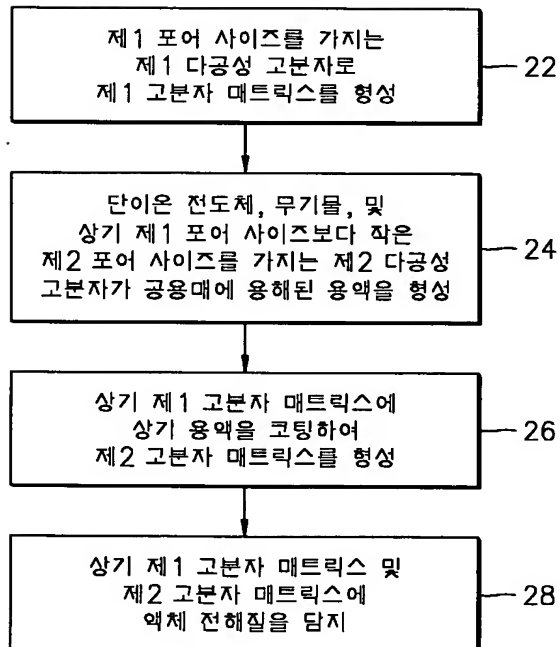 제1 포어 사이즈를 가지는
제1 다공성 고분자로
제1 고분자 매트릭스를 형성
22
단이온 전도체, 무기물, 및
상기 제1 포어 사이즈보다 작은
제2 포어 사이즈를 가지는 제2 다공성
고분자가 공용매에 용해된 용액을 형성
24
상기 제1 고분자 매트릭스에
상기 용액을 코팅하여
제2 고분자 매트릭스를 형성
26
상기 제1 고분자 매트릭스 및
제2 고분자 매트릭스에
액체 전해질을 담지
28